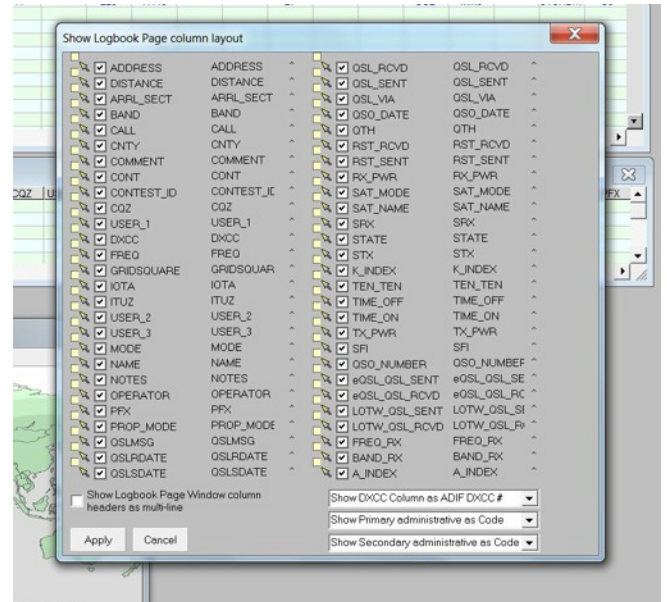 Show Logbook Page column layout
ADDRESS ADDRESS ^
DISTANCE DISTANCE ^
ARRL_SECT ARRL_SECT ^
BAND BAND ^
CALL CALL ^
CNTY CNTY ^
COMMENT COMMENT ^
CONT CONT ^
CONTEST_ID CONTEST_IE ^
CQZ CQZ ^
USER_1 USER_1 ^
DXCC DXCC ^
FREQ FREQ ^
GRIDSQUARE GRIDSQUAR ^
IOTA IOTA ^
ITUZ ITUZ ^
USER_2 USER_2 ^
USER_3 USER_3 ^
MODE MODE ^
NAME NAME ^
NOTES NOTES ^
OPERATOR OPERATOR ^
PFX PFX ^
PROP_MODE PROP_MODE ^
QSLMSG QSLMSG ^
QSLRDATE QSLRDATE ^
QSLSDATE QSLSDATE ^
QSL_RCVD QSL_RCVD ^
QSL_SENT QSL_SENT ^
QSL_VIA QSL_VIA ^
QSO_DATE QSO_DATE ^
QTH QTH ^
RST_RCVD RST_RCVD ^
RST_SENT RST_SENT ^
RX_PWR RX_PWR ^
SAT_MODE SAT_MODE ^
SAT_NAME SAT_NAME ^
SRX SRX ^
STATE STATE ^
STX STX ^
K_INDEX K_INDEX ^
TEN_TEN TEN_TEN ^
TIME_OFF TIME_OFF ^
TIME_ON TIME_ON ^
TX_PWR TX_PWR ^
SFI SFI ^
QSO_NUMBER QSO_NUMBEF ^
eQSL_QSL_SENT eQSL_QSL_SE ^
eQSL_QSL_RCVD eQSL_QSL_RC ^
LOTW_QSL_SENT LOTW_QSL_SI ^
LOTW_QSL_RCVD LOTW_QSL_R ^
FREQ_RX FREQ_RX ^
BAND_RX BAND_RX ^
A_INDEX A_INDEX ^
Show Logbook Page Window column
headers as multi-line
Show DXCC Column as ADIF DXCC #
Show Primary administrative as Code
Show Secondary administrative as Code
Apply Cancel
CQZ